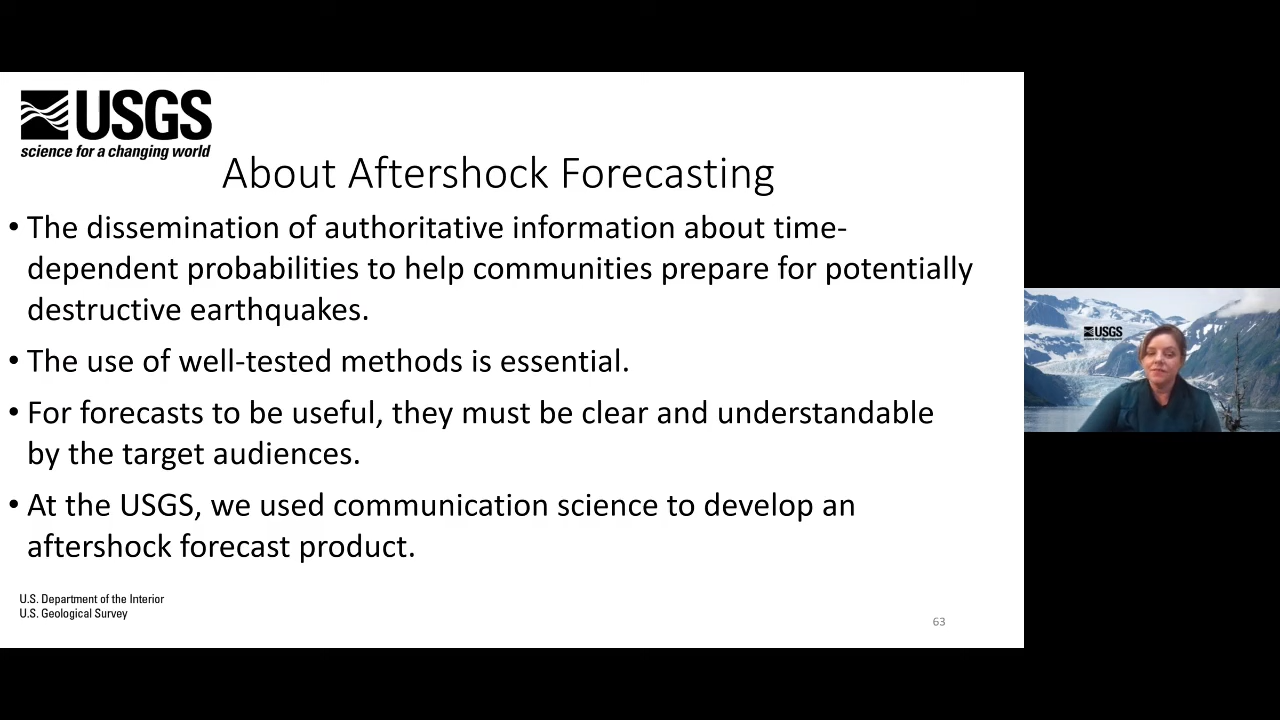 USGS
science for a changing world
About Aftershock Forecasting
• The dissemination of authoritative information about time-
dependent probabilities to help communities prepare for potentially
destructive earthquakes.
• The use of well-tested methods is essential.
• For forecasts to be useful, they must be clear and understandable
by the target audiences.
• At the USGS, we used communication science to develop an
aftershock forecast product.
U.S. Department of the Interior
U.S. Geological Survey
63
USGS